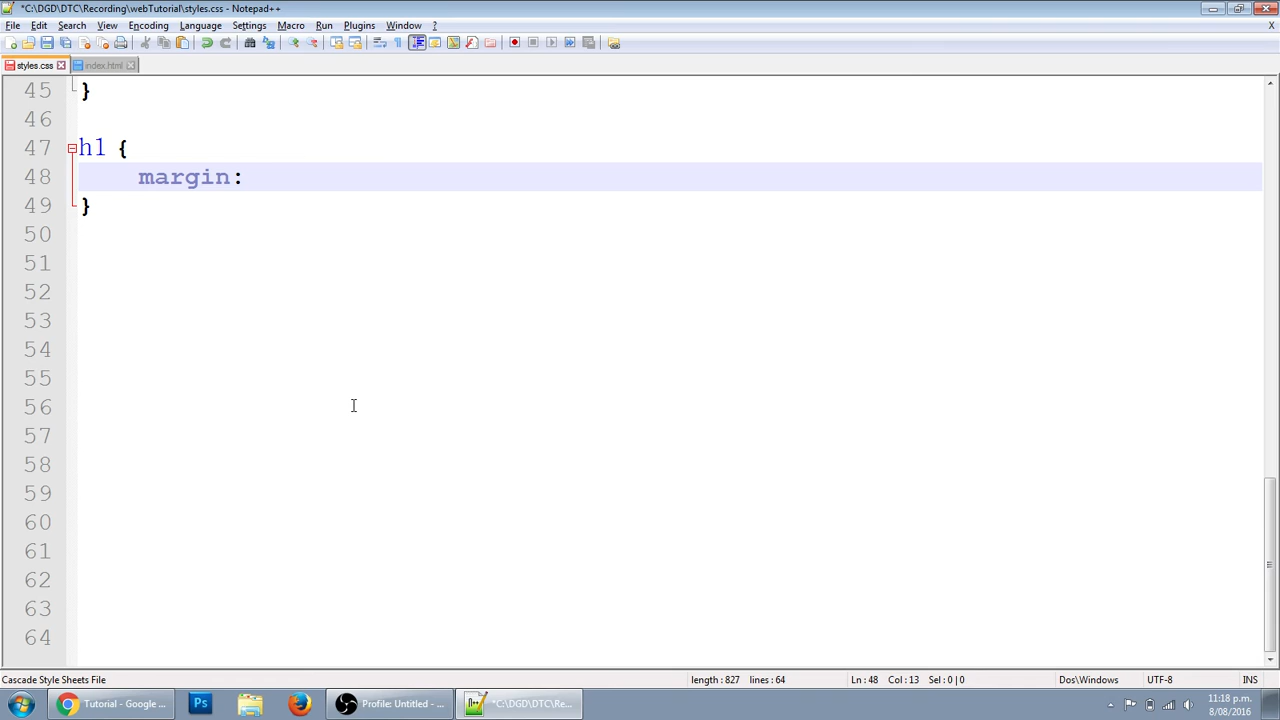 *C:\DGD\DTC\Recording\webTutorial\styles.css - Notepad++
File Edit Search View Encoding Language Settings Macro Run Plugins Window ?
X
styles.css index.html
45 }
46
47 h1 {
48 margin:
49 }
50
51
52
53
54
55
56
57
58
59
60
61
62
63
64
Cascade Style Sheets File length : 827 lines : 64 Ln : 48 Col : 13 Sel : 0 | 0 Dos\Windows UTF-8 INS
Tutorial - Google ... Ps Profile: Untitled - ... *C:\DGD\DTC\Re... 11:18 p.m.
8/08/2016